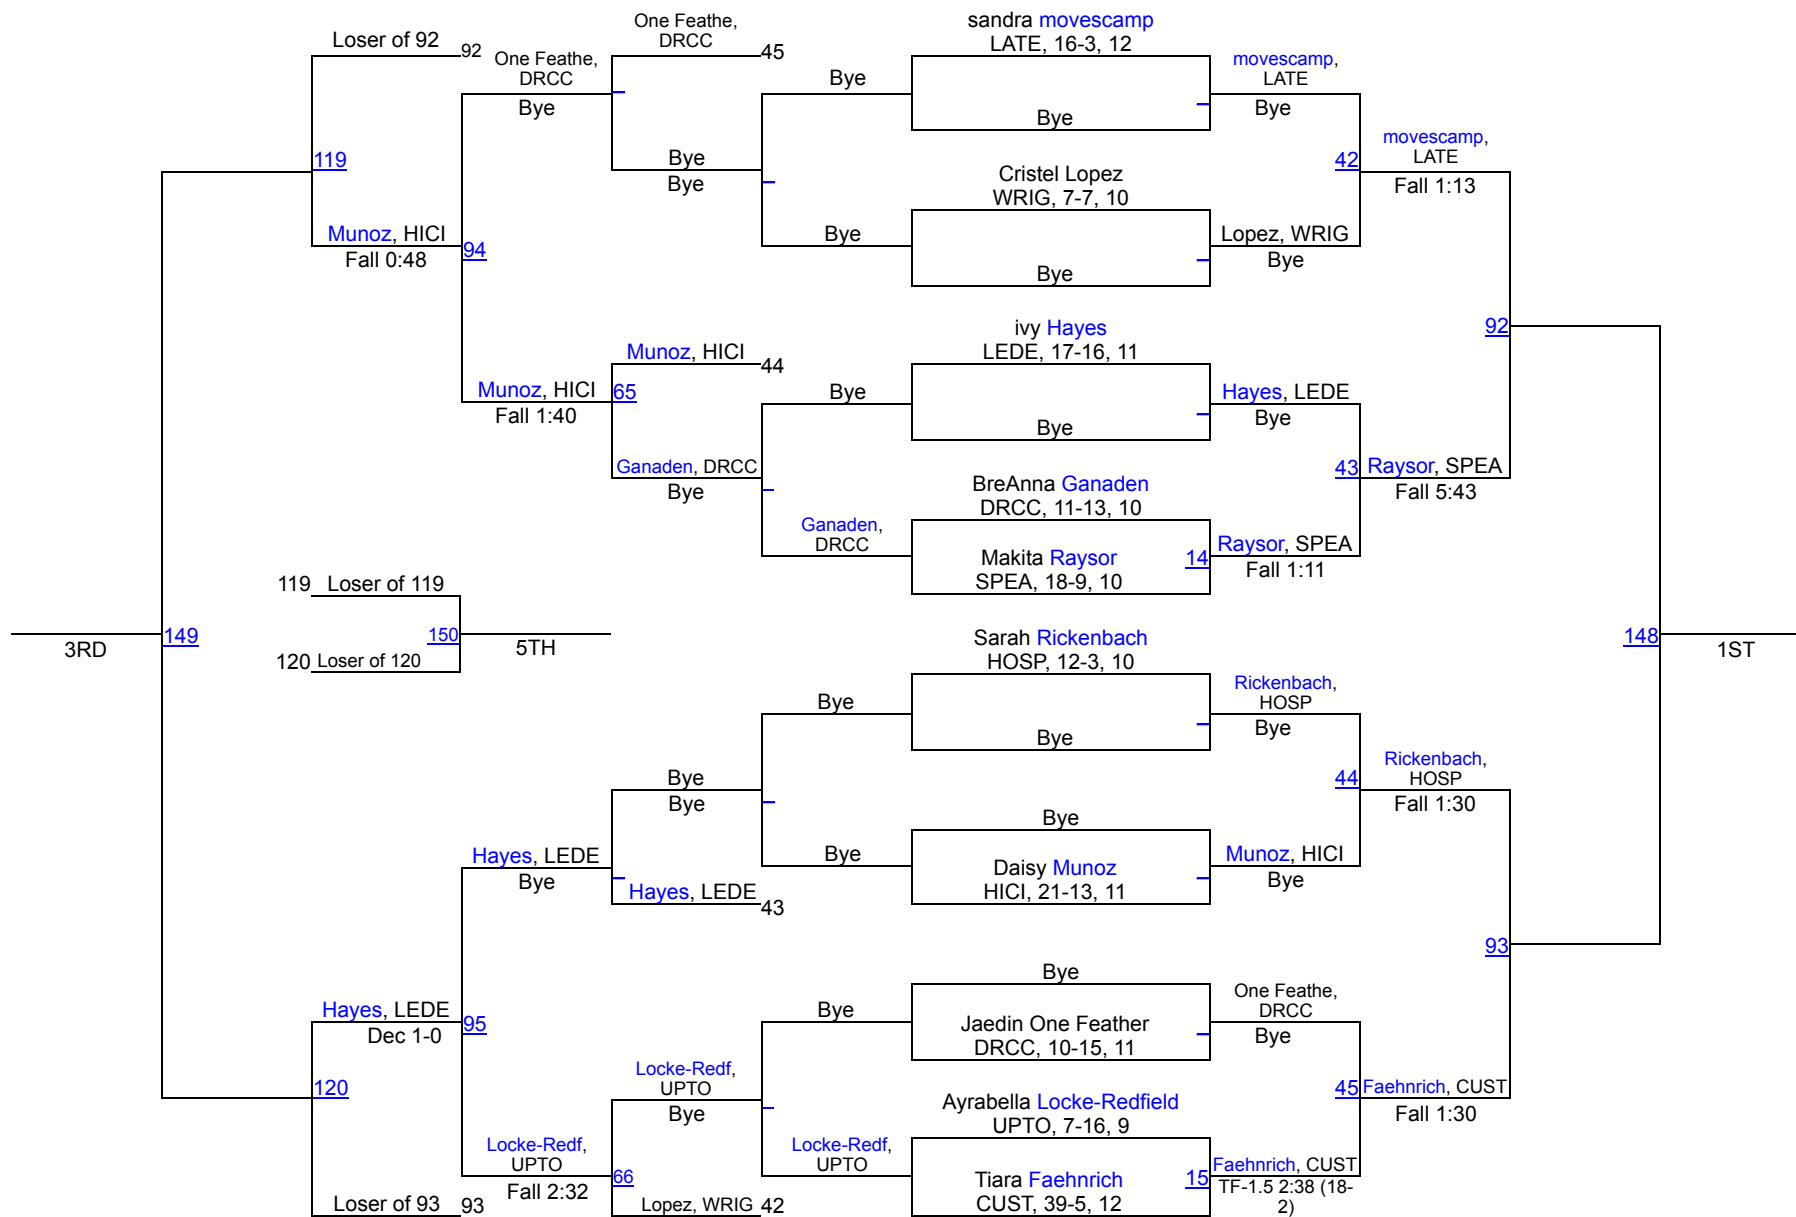 Loser of 92
92
One Feathe,
DRCC
Bye
One Feathe,
DRCC
45
Bye
sandra movescamp
LATE, 16-3, 12
Bye
movescamp,
LATE
Bye
119
Bye
Bye
Cristel Lopez
WRIG, 7-7, 10
42
movescamp,
LATE
Fall 1:13
Munoz, HICI
Fall 0:48
94
Bye
Bye
Lopez, WRIG
Bye
Munoz, HICI
44
ivy Hayes
LEDE, 17-16, 11
92
Munoz, HICI
Fall 1:40
65
Bye
Bye
Hayes, LEDE
Bye
Ganaden, DRCC
Bye
BreAnna Ganaden
DRCC, 11-13, 10
43
Raysor, SPEA
Fall 5:43
Ganaden,
DRCC
Makita Raysor
SPEA, 18-9, 10
14
Raysor, SPEA
Fall 1:11
119
Loser of 119
3RD
149
150
5TH
120
Loser of 120
Sarah Rickenbach
HOSP, 12-3, 10
148
1ST
Bye
Bye
Rickenbach,
HOSP
Bye
Bye
Bye
44
Rickenbach,
HOSP
Fall 1:30
Hayes, LEDE
Bye
Hayes, LEDE
43
Bye
Bye
Daisy Munoz
HICI, 21-13, 11
Munoz, HICI
Bye
93
Hayes, LEDE
Dec 1-0
95
Bye
Bye
Jaedin One Feather
DRCC, 10-15, 11
One Feathe,
DRCC
Bye
120
Locke-Redf,
UPTO
Bye
Ayrabella Locke-Redfield
UPTO, 7-16, 9
45
Faehnrich, CUST
Fall 1:30
Locke-Redf,
UPTO
Fall 2:32
66
Locke-Redf,
UPTO
Tiara Faehnrich
CUST, 39-5, 12
15
Faehnrich, CUST
TF-1.5 2:38 (18-
2)
Loser of 93
93
Lopez, WRIG
42